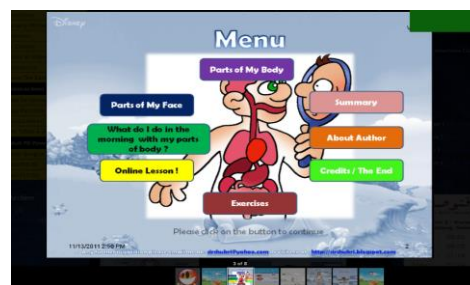 Disney
Menu
Parts of My Body
Parts of My Face
Summary
What do I do in the
morning with my parts
of body ?
About Author
Online Lesson !
Credits / The End
Exercises
Please click on the button to continue
11/13/2011 2:58 PM
2